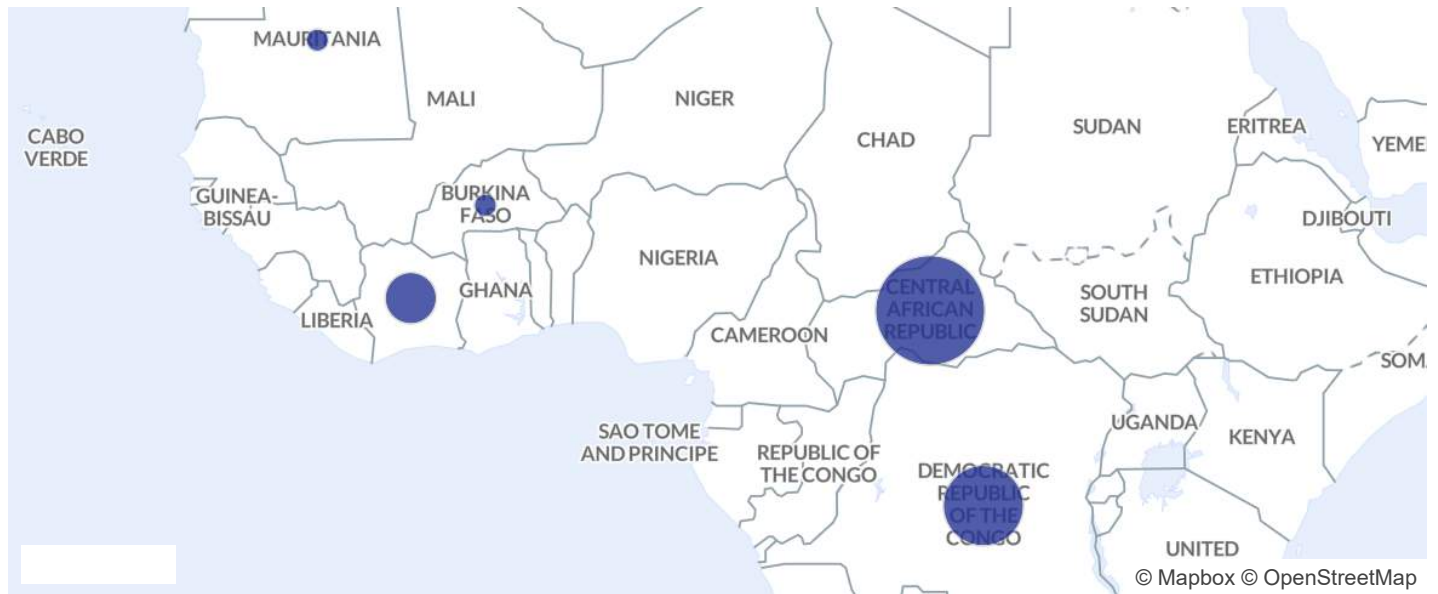 MAURITANIA
MALI
NIGER
CHAD
SUDAN
ERITREA
YEME
CABO
VERDE
GUINEA-
BISSAU
BURKINA
FASO
DJIBOUTI
NIGERIA
ETHIOPIA
GHANA
LIBERIA
CENTRAL
AFRICAN
REPUBLIC
SOUTH
SUDAN
CAMEROON
SOM
UGANDA
KENYA
SAO TOME
AND PRINCIPE
REPUBLIC OF
THE CONGO
DEMOCRATIC
REPUBLIC
OF THE
CONGO
UNITED
© Mapbox © OpenStreetMap